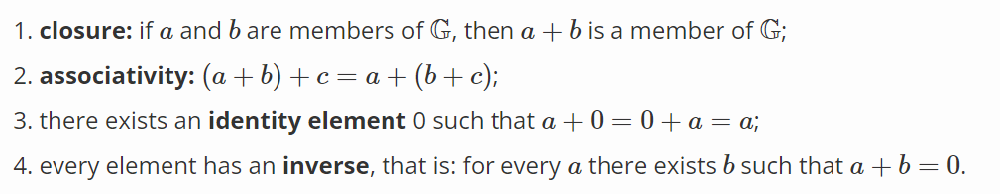 1. closure: if a and b are members of 𝔾, then a + b is a member of 𝔾;
2. associativity: (a + b) + c = a + (b + c);
3. there exists an identity element 0 such that a + 0 = 0 + a = a;
4. every element has an inverse, that is: for every a there exists b such that a + b = 0.